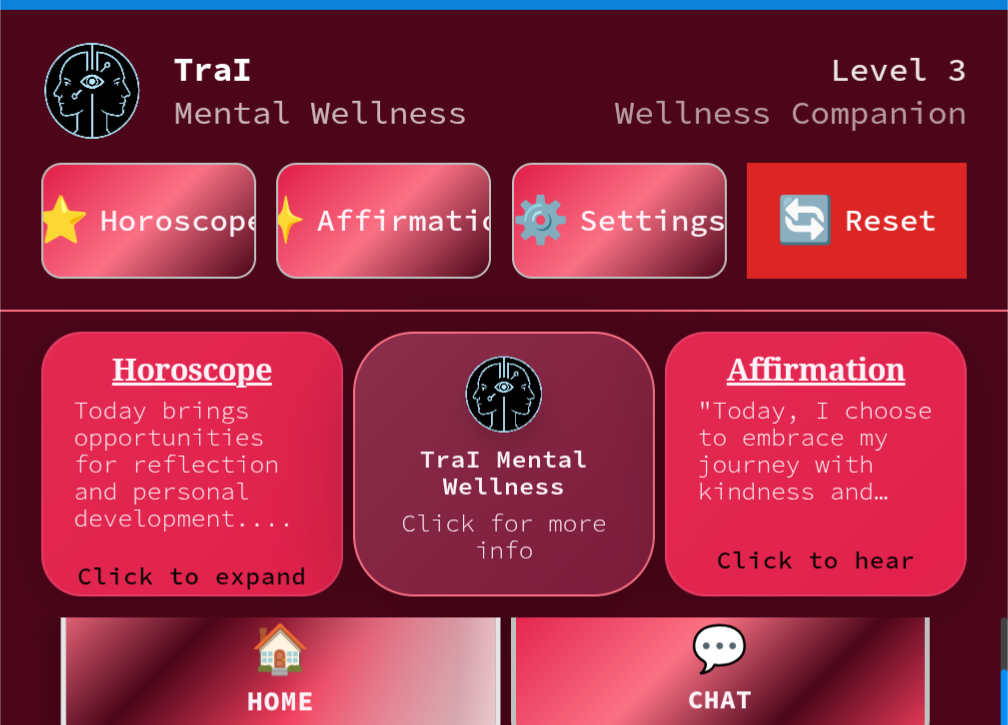 TraI
Mental Wellness
Level 3
Wellness Companion
Horoscope
Affirmatio
Settings
Reset
Horoscope
Today brings
opportunities
for reflection
and personal
development....
Click to expand
TraI Mental
Wellness
Click for more
info
Affirmation
"Today, I choose
to embrace my
journey with
kindness and…
Click to hear
HOME
CHAT